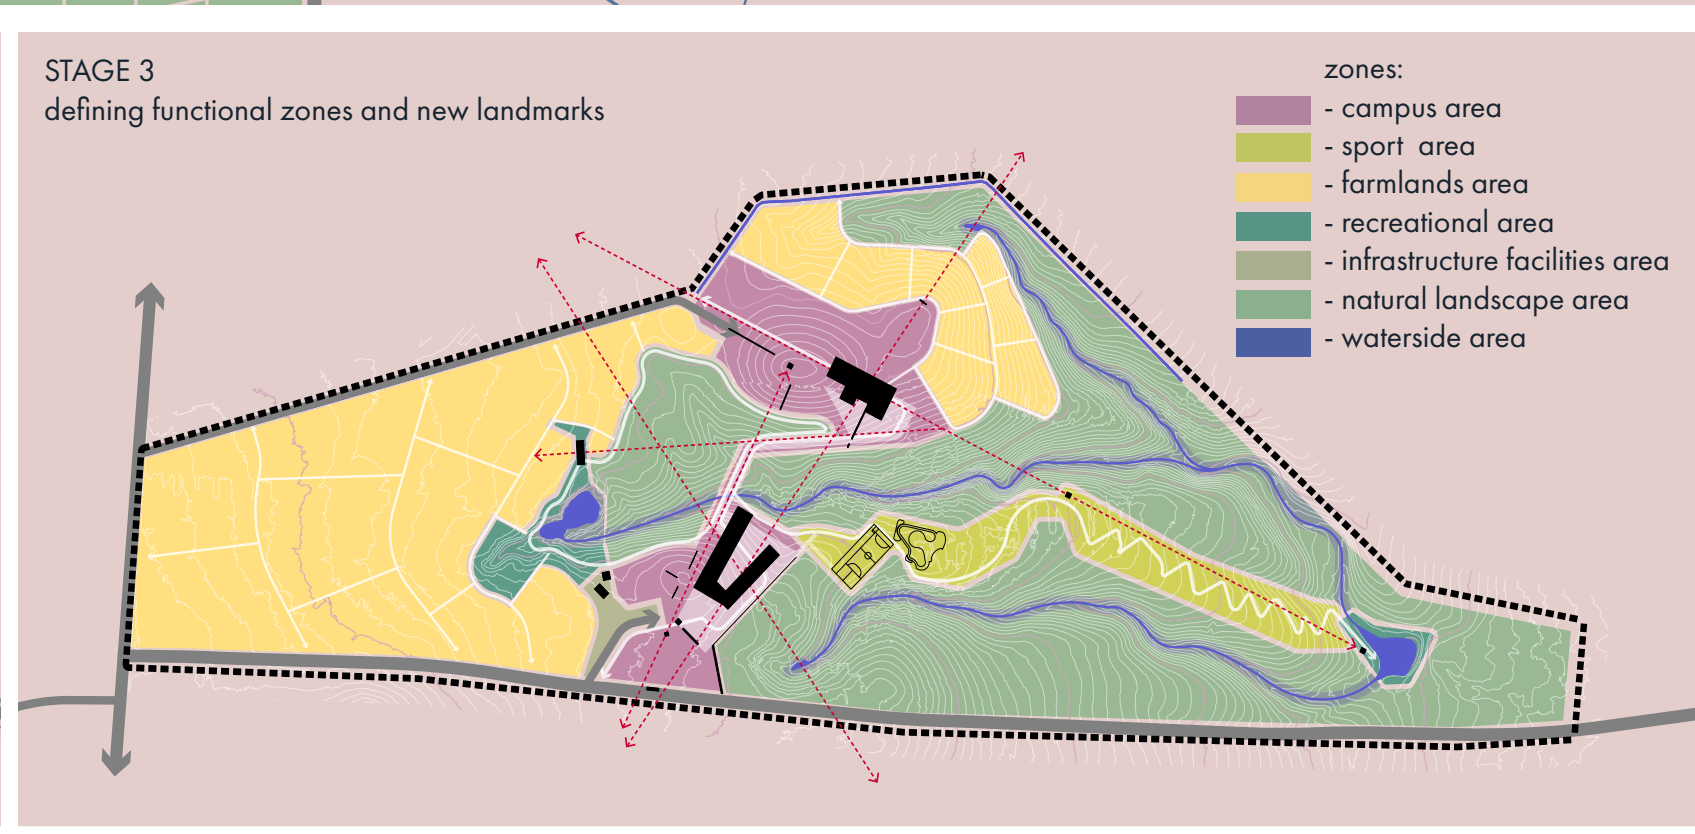 STAGE 3
defining functional zones and new landmarks
zones:
- campus area
- sport area
- farmlands area
- recreational area
- infrastructure facilities area
- natural landscape area
- waterside area